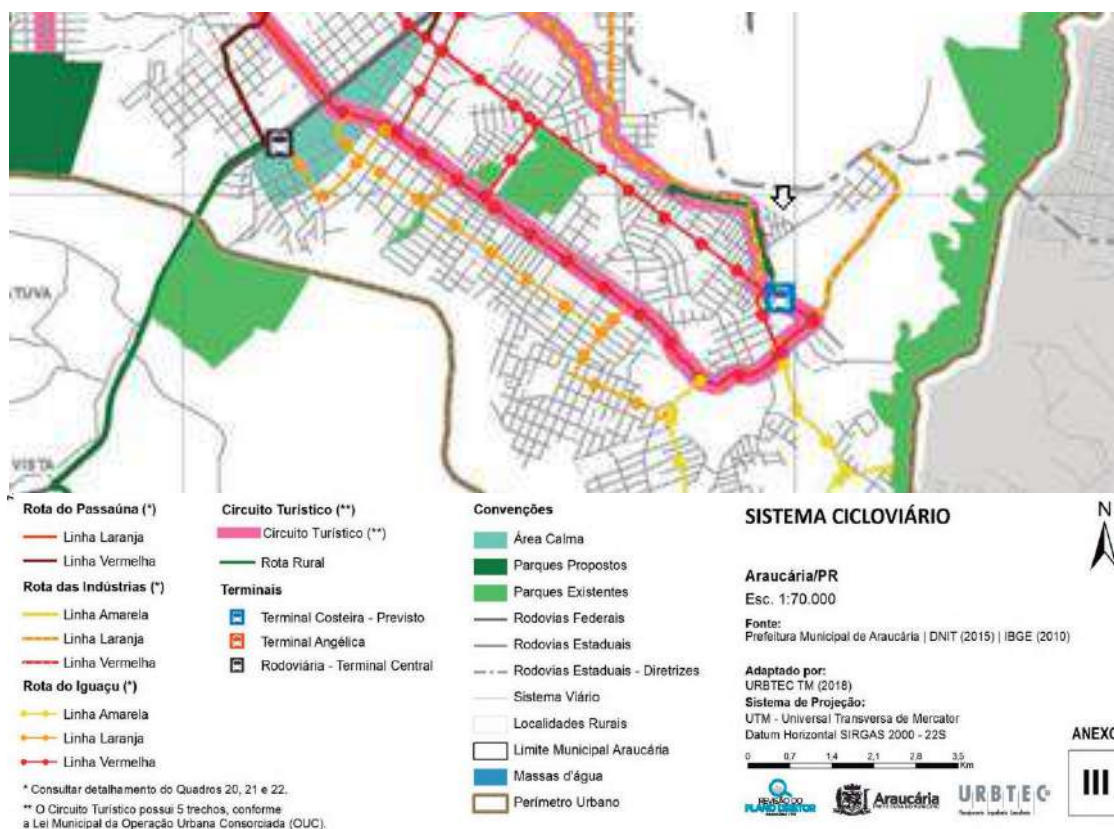 TUVA
VISTA
Rota do Passaúna (*)
Linha Laranja
Linha Vermelha
Rota das Indústrias (*)
Linha Amarela
Linha Laranja
Linha Vermelha
Rota do Iguaçu (*)
Linha Amarela
Linha Laranja
Linha Vermelha
* Consultar detalhamento do Quadros 20, 21 e 22.
** O Circuito Turístico possui 5 trechos, conforme
a Lei Municipal da Operação Urbana Consorciada (OUC).
Circuito Turístico (**)
Circuito Turístico (**)
Rota Rural
Terminais
Terminal Costeira - Previsto
Terminal Angélica
Rodoviária - Terminal Central
Convenções
Área Calma
Parques Propostos
Parques Existentes
Rodovias Federais
Rodovias Estaduais
Rodovias Estaduais - Diretrizes
Sistema Viário
Localidades Rurais
Limite Municipal Araucária
Massas d'água
Perímetro Urbano
SISTEMA CICLOVIÁRIO
N
Araucária/PR
Esc. 1:70.000
Fonte:
Prefeitura Municipal de Araucária | DNIT (2015) | IBGE (2010)
Adaptado por:
URBTEC TM (2018)
Sistema de Projeção:
UTM - Universal Transversa de Mercator
Datum Horizontal SIRGAS 2000 - 22S
0 0,7 1,4 2,1 2,8 3,5
Km
REVISÃO DO
PLANO DIRETOR
Araucária
URBTEC
ANEXO
III